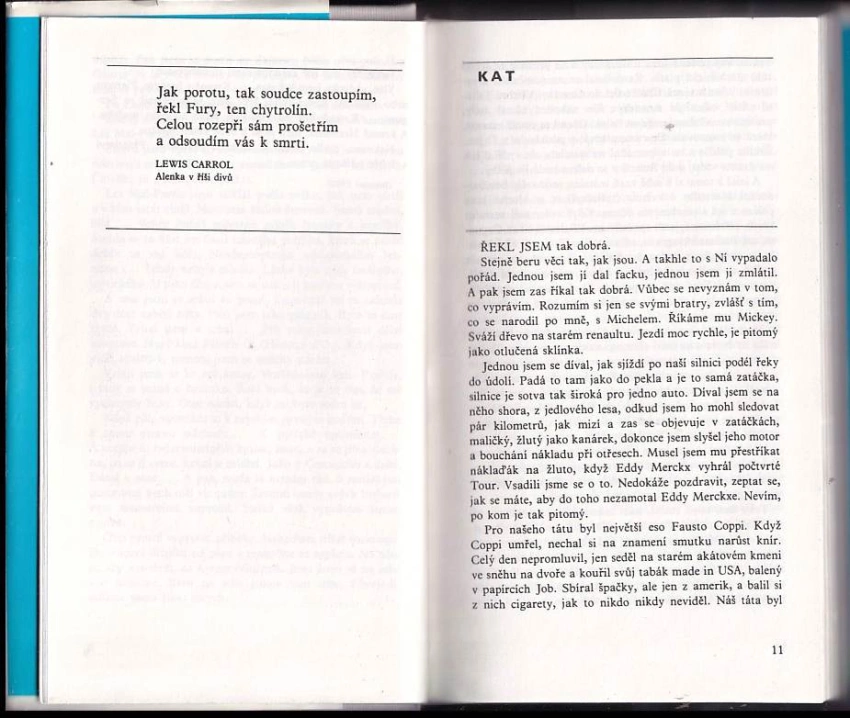 Jak porotu, tak soudce zastoupím,
řekl Fury, ten chytrolín.
Celou rozepři sám prošetřím
a odsoudím vás k smrti.
LEWIS CARROL
Alenka v říši divů
KAT
ŘEKL JSEM tak dobrá.
Stejně beru věci tak, jak jsou. A takhle to s Ní vypadalo
pořád. Jednou jsem jí dal facku, jednou jsem ji zmlátil.
A pak jsem zas říkal tak dobrá. Vůbec se nevyznám v tom,
co vyprávím. Rozumím si jen se svými bratry, zvlášť s tím,
co se narodil po mně, s Michelem. Říkáme mu Mickey.
Sváží dřevo na starém renaultu. Jezdí moc rychle, je pitomý
jako otlučená sklínka.
Jednou jsem se díval, jak sjíždí po naší silnici podél řeky
do údolí. Padá to tam jako do pekla a je to samá zatáčka,
silnice je sotva tak široká pro jedno auto. Díval jsem se na
něho shora, z jedlového lesa, odkud jsem ho mohl sledovat
pár kilometrů, jak mizí a zas se objevuje v zatáčkách,
maličký, žlutý jako kanárek, dokonce jsem slyšel jeho motor
a bouchání nákladu při otřesech. Musel jsem mu přestříkat
náklaďák na žluto, když Eddy Merckx vyhrál počtvrté
Tour. Vsadili jsme se o to. Nedokáže pozdravit, zeptat se,
jak se máte, aby do toho nezamotal Eddy Merckxe. Nevím,
po kom je tak pitomý.
Pro našeho tátu byl největší eso Fausto Coppi. Když
Coppi umřel, nechal si na znamení smutku narůst knír.
Celý den nepromluvil, jen seděl na starém akátovém kmeni
ve sněhu na dvoře a kouřil svůj tabák made in USA, balený
v papírcích Job. Sbíral špačky, ale jen z amerik, a balil si
z nich cigarety, jak to nikdo nikdy neviděl. Náš táta byl
11